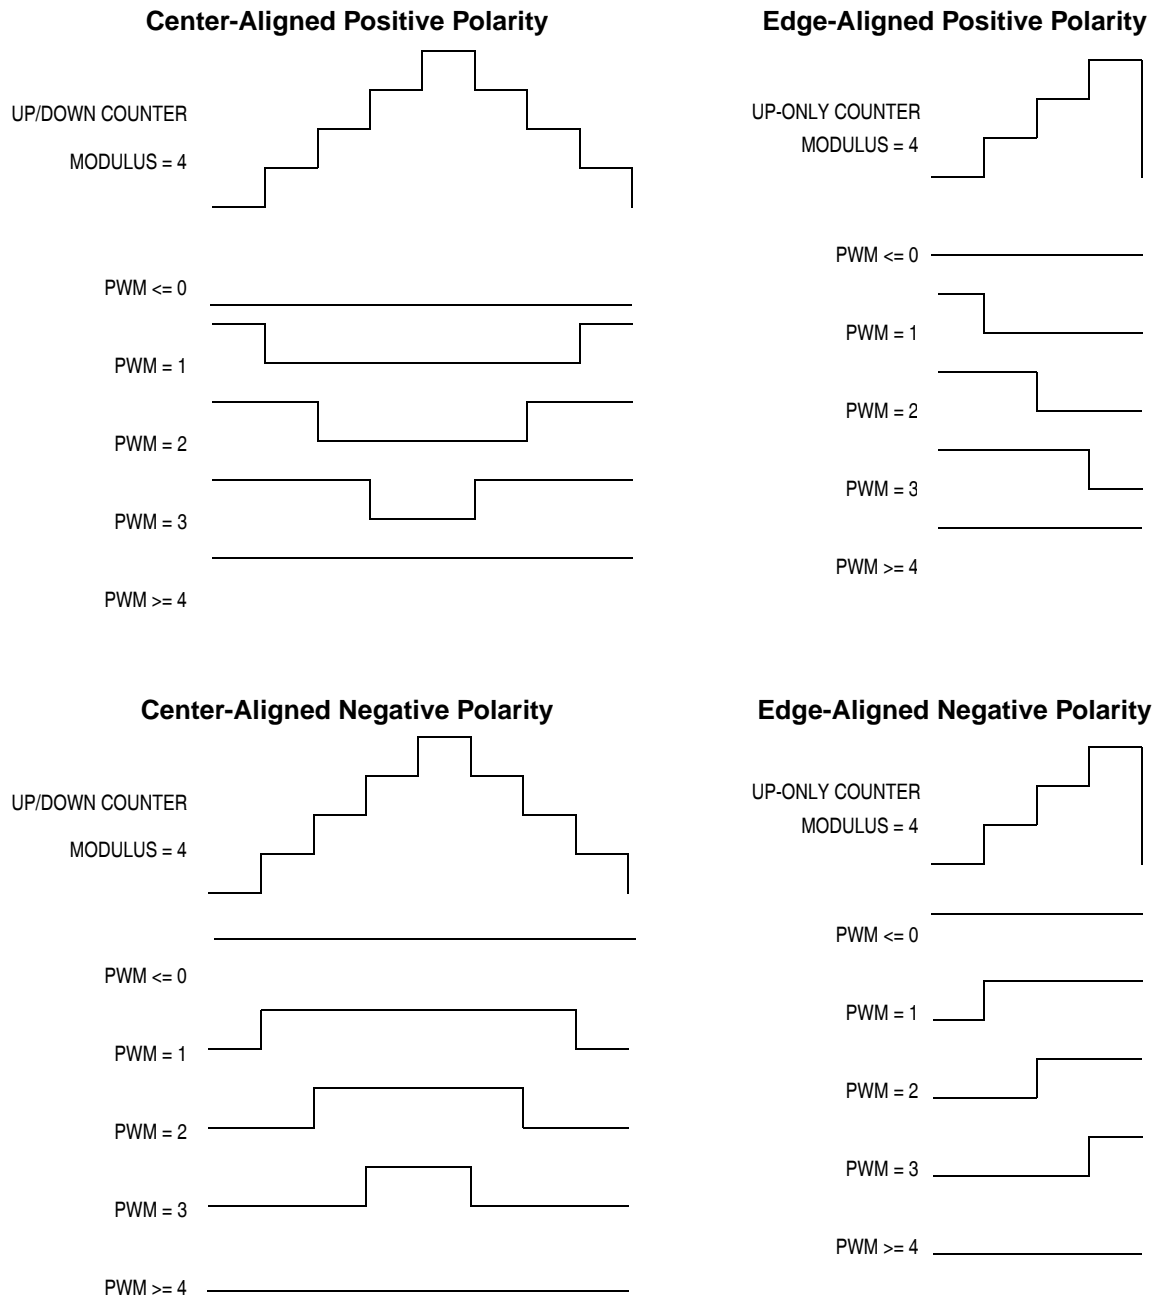 Center-Aligned Positive Polarity
UP/DOWN COUNTER
MODULUS = 4
PWM <= 0
PWM = 1
PWM = 2
PWM = 3
PWM >= 4
Edge-Aligned Positive Polarity
UP-ONLY COUNTER
MODULUS = 4
PWM <= 0
PWM = 1
PWM = 2
PWM = 3
PWM >= 4
Center-Aligned Negative Polarity
UP/DOWN COUNTER
MODULUS = 4
PWM <= 0
PWM = 1
PWM = 2
PWM = 3
PWM >= 4
Edge-Aligned Negative Polarity
UP-ONLY COUNTER
MODULUS = 4
PWM <= 0
PWM = 1
PWM = 2
PWM = 3
PWM >= 4